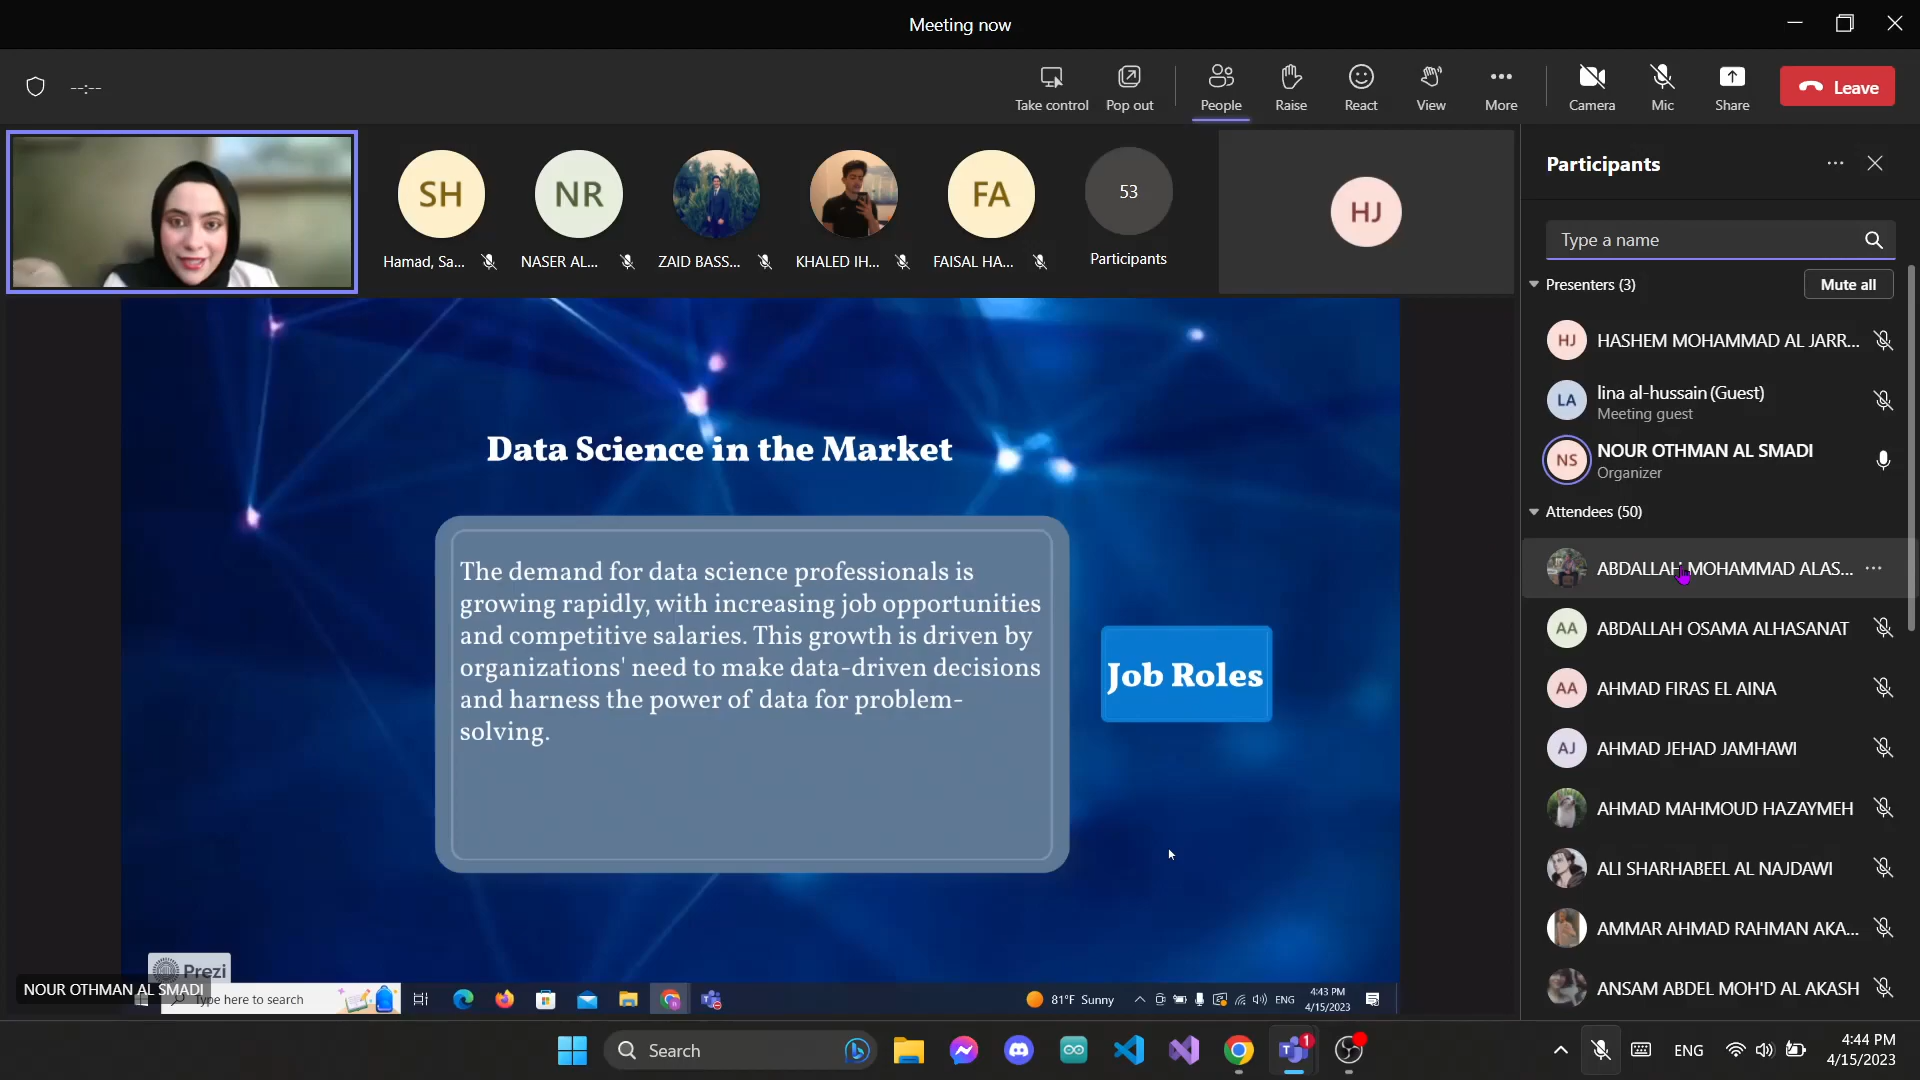 Meeting now
--:--
Take control
Pop out
People
Raise
React
View
More
Camera
Mic
Share
Leave
SH
NR
FA
53
HJ
Hamad, Sa...
NASER AL...
ZAID BASS...
KHALED IH...
FAISAL HA...
Participants
Participants
Type a name
Presenters (3)
Mute all
HJ
HASHEM MOHAMMAD AL JARR...
LA
lina al-hussain (Guest)
Meeting guest
NS
NOUR OTHMAN AL SMADI
Organizer
Attendees (50)
ABDALLAH MOHAMMAD ALAS...
AA
ABDALLAH OSAMA ALHASANAT
AA
AHMAD FIRAS EL AINA
AJ
AHMAD JEHAD JAMHAWI
AHMAD MAHMOUD HAZAYMEH
ALI SHARHABEEL AL NAJDAWI
AMMAR AHMAD RAHMAN AKA...
ANSAM ABDEL MOH'D AL AKASH
Data Science in the Market
The demand for data science professionals is
growing rapidly, with increasing job opportunities
and competitive salaries. This growth is driven by
organizations' need to make data-driven decisions
and harness the power of data for problem-
solving.
Job Roles
Prezi
NOUR OTHMAN AL SMADI
Type here to search
81°F Sunny
ENG
4:43 PM
4/15/2023
Search
1
ENG
4:44 PM
4/15/2023